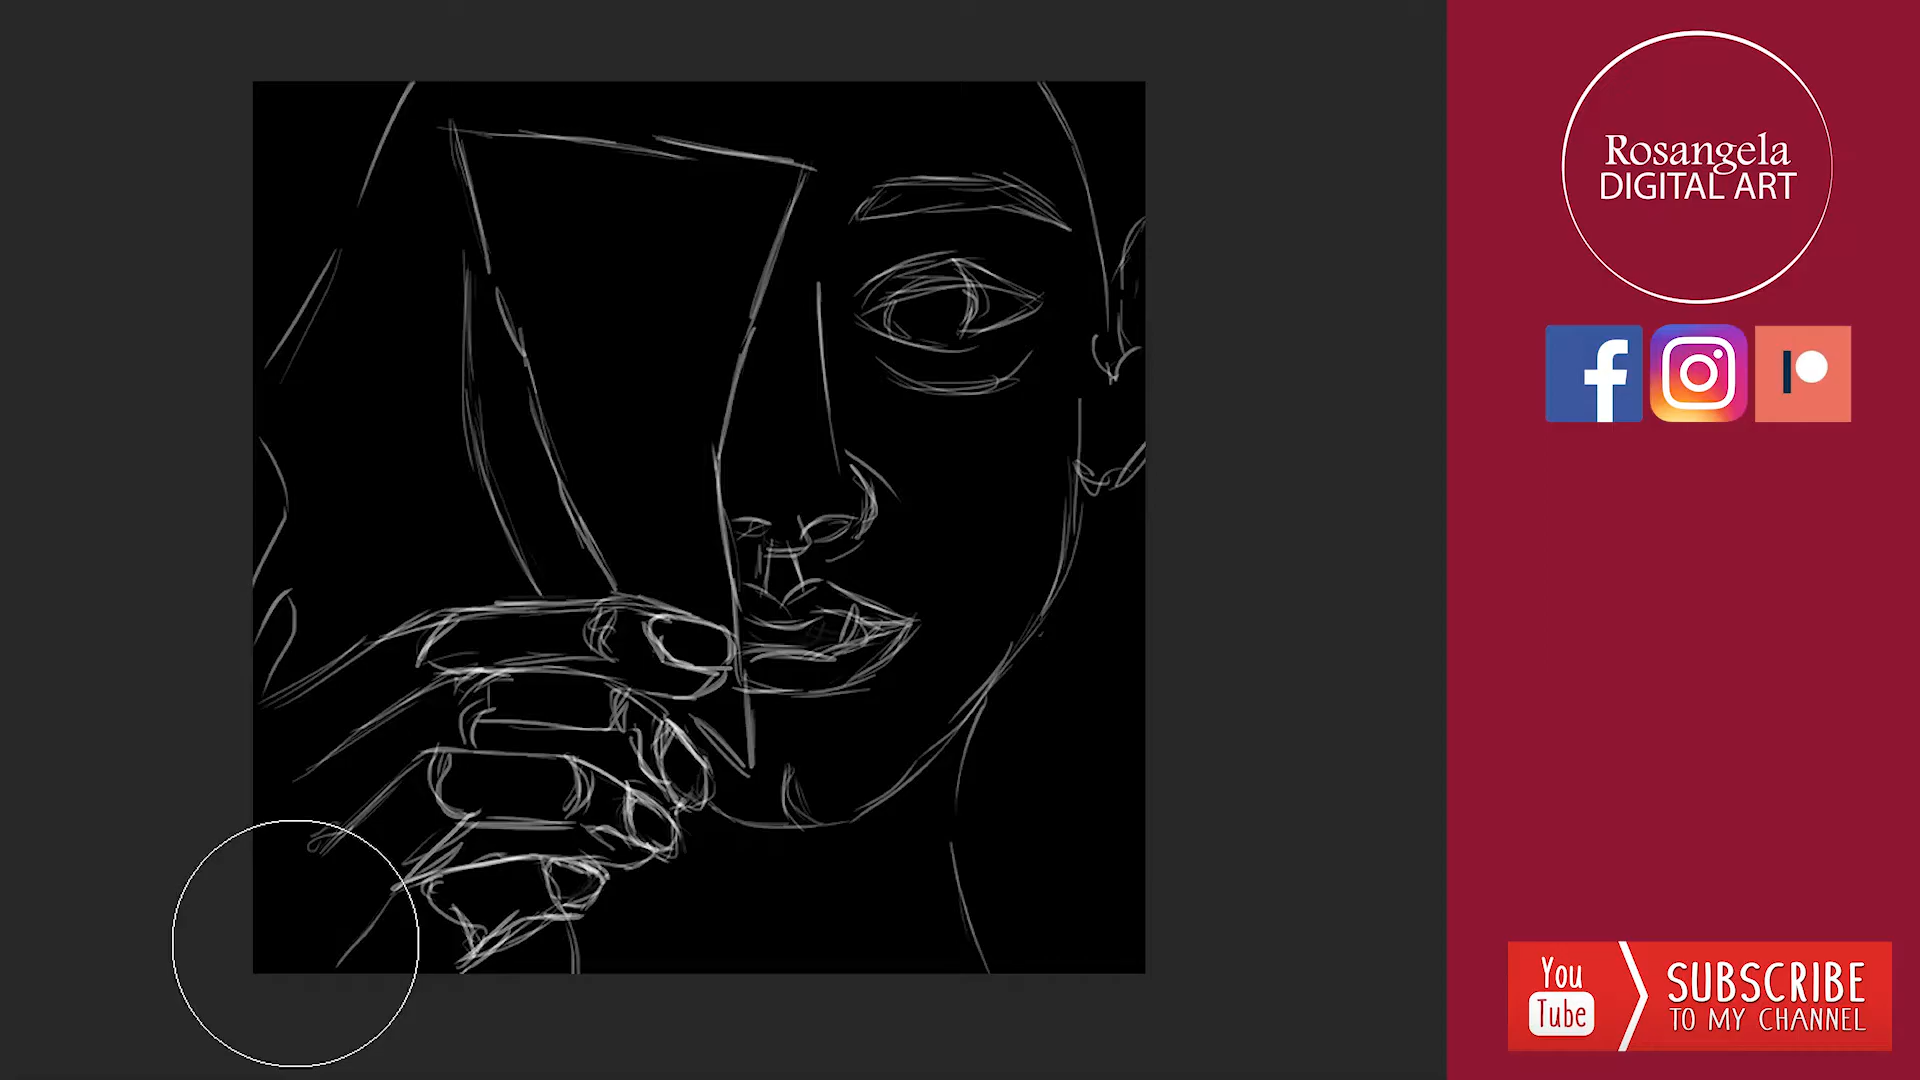 Rosangela
DIGITAL ART
You
Tube
SUBSCRIBE
TO MY CHANNEL